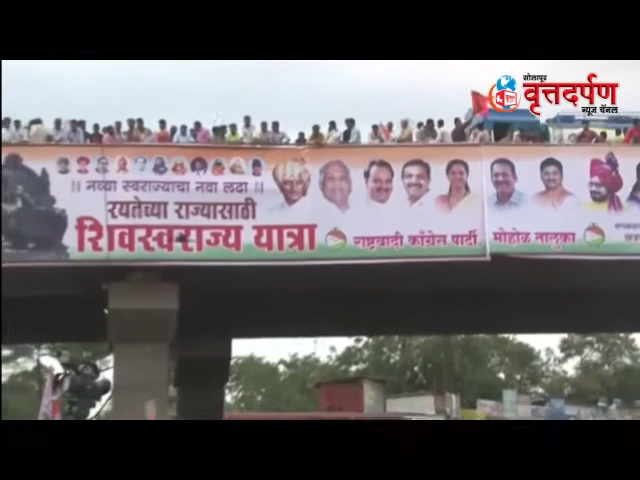 सोलापूर
वृत्तदर्पण
न्यूज चॅनल
|| नव्या स्वराज्याचा नवा लढा ||
रयतेच्या राज्यासाठी
शिवस्वराज्य यात्रा
राष्ट्रवादी काँग्रेस पार्टी
मोहोळ तालुका